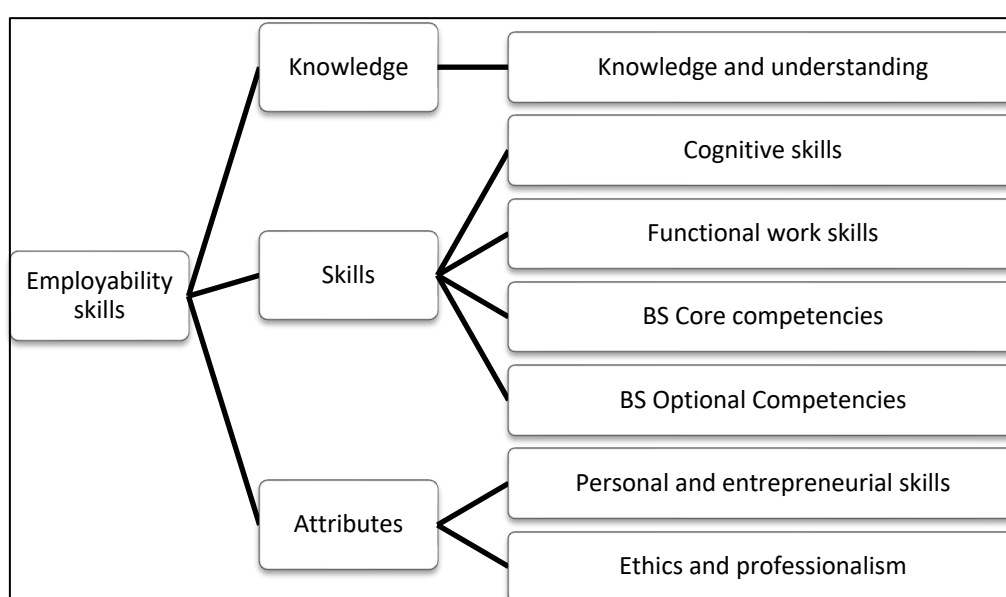 Employability
skills
Knowledge
Skills
Attributes
Knowledge and understanding
Cognitive skills
Functional work skills
BS Core competencies
BS Optional Competencies
Personal and entrepreneurial skills
Ethics and professionalism